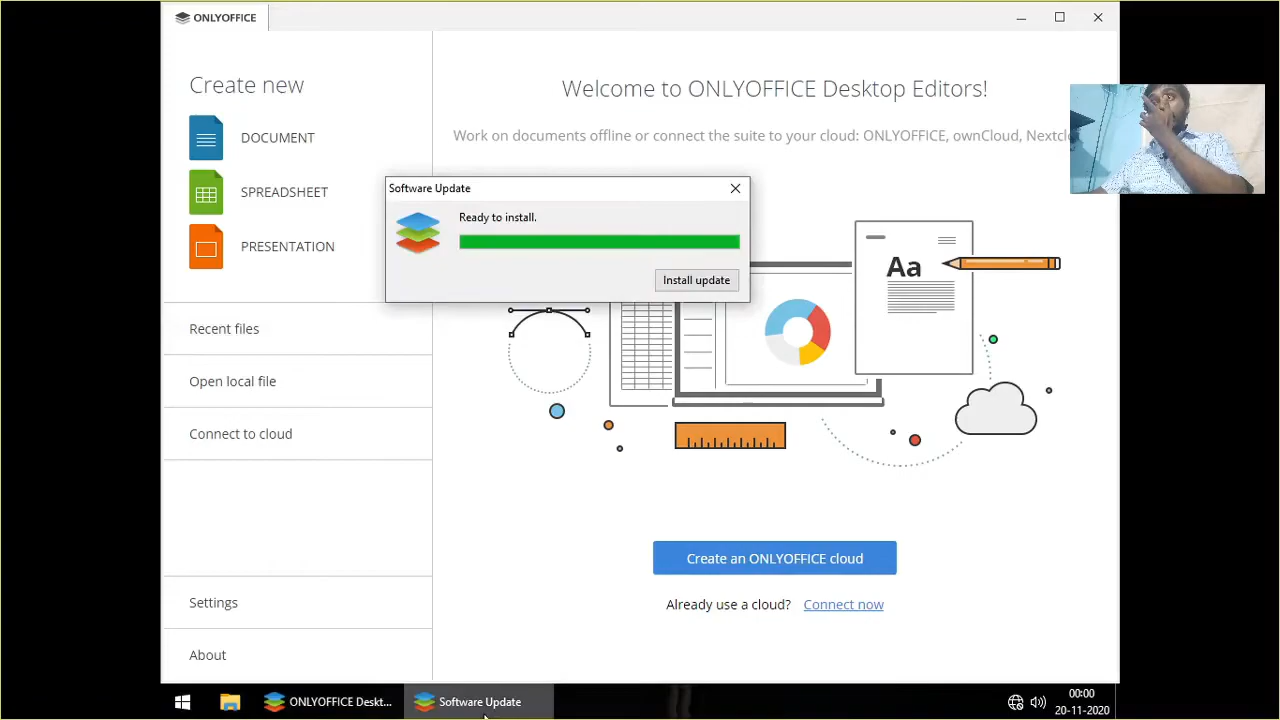 ONLYOFFICE
Create new
DOCUMENT
SPREADSHEET
PRESENTATION
Recent files
Open local file
Connect to cloud
Settings
About
Welcome to ONLYOFFICE Desktop Editors!
Work on documents offline or connect the suite to your cloud: ONLYOFFICE, ownCloud, Nextcl
Software Update
Ready to install.
Install update
Aa
Create an ONLYOFFICE cloud
Already use a cloud? Connect now
ONLYOFFICE Deskt...
Software Update
00:00
20-11-2020